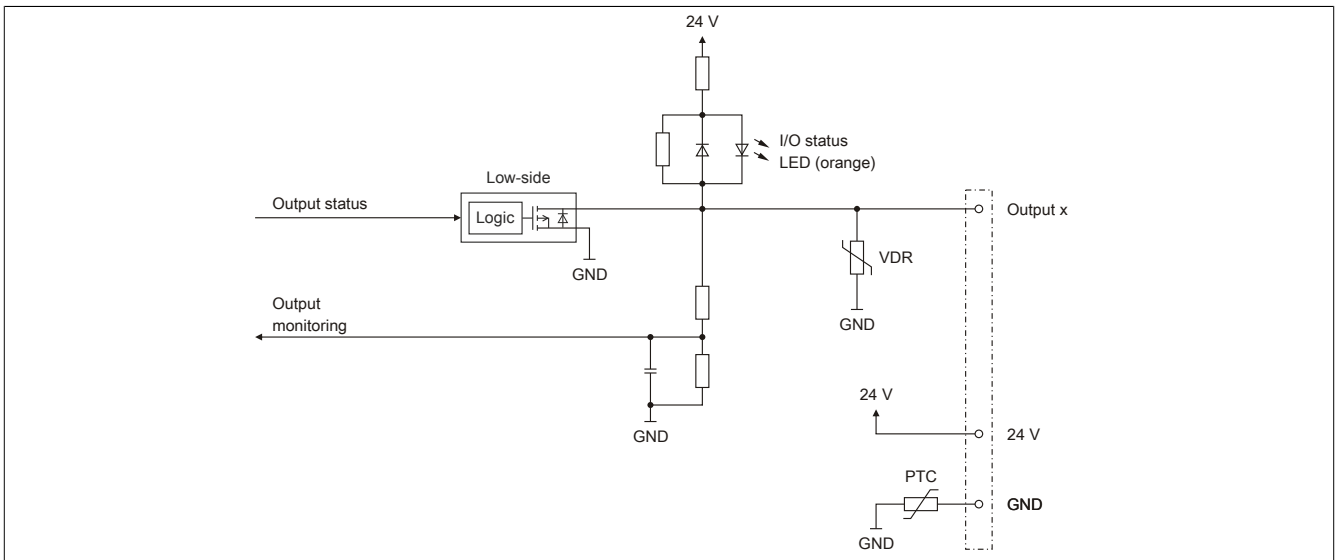 24 V
I/O status
LED (orange)
Low-side
Output status
Logic
Output x
GND
VDR
Output
monitoring
GND
24 V
GND
24 V
PTC
GND
GND